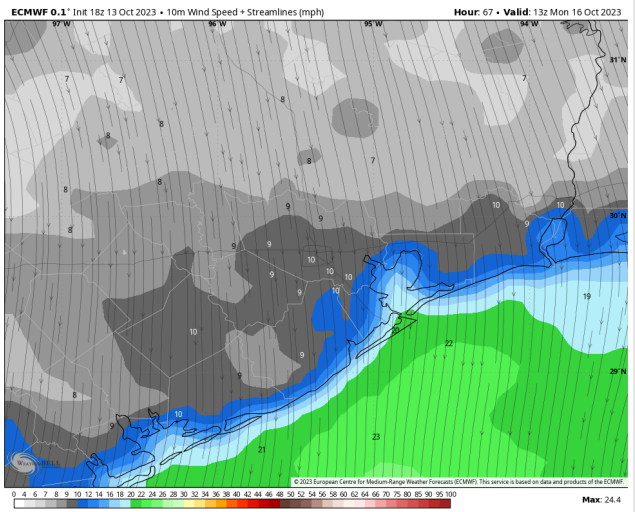 ECMWF 0.1° Init 18z 13 Oct 2023 • 10m Wind Speed + Streamlines (mph) Hour: 67 • Valid: 13z Mon 16 Oct 2023
97°W 96°W 95°W 94°W
31°N
7 7 7
8
8
8
8 7
8 8
9 10 10
9 9
8
9 9
10
9 10 10
9 10
19
10 20
22
9
29°N
9
8
10
9
23
21
30°N
WeatherBELL
© 2023 European Centre for Medium-Range Weather Forecasts (ECMWF). This service is based on data and products of the ECMWF.
0 4 6 7 8 9 10 12 14 16 18 20 22 24 26 28 30 32 34 36 38 40 42 44 46 48 50 52 54 56 58 60 62 64 66 68 70 75 80 85 90 95 100
Max: 24.4